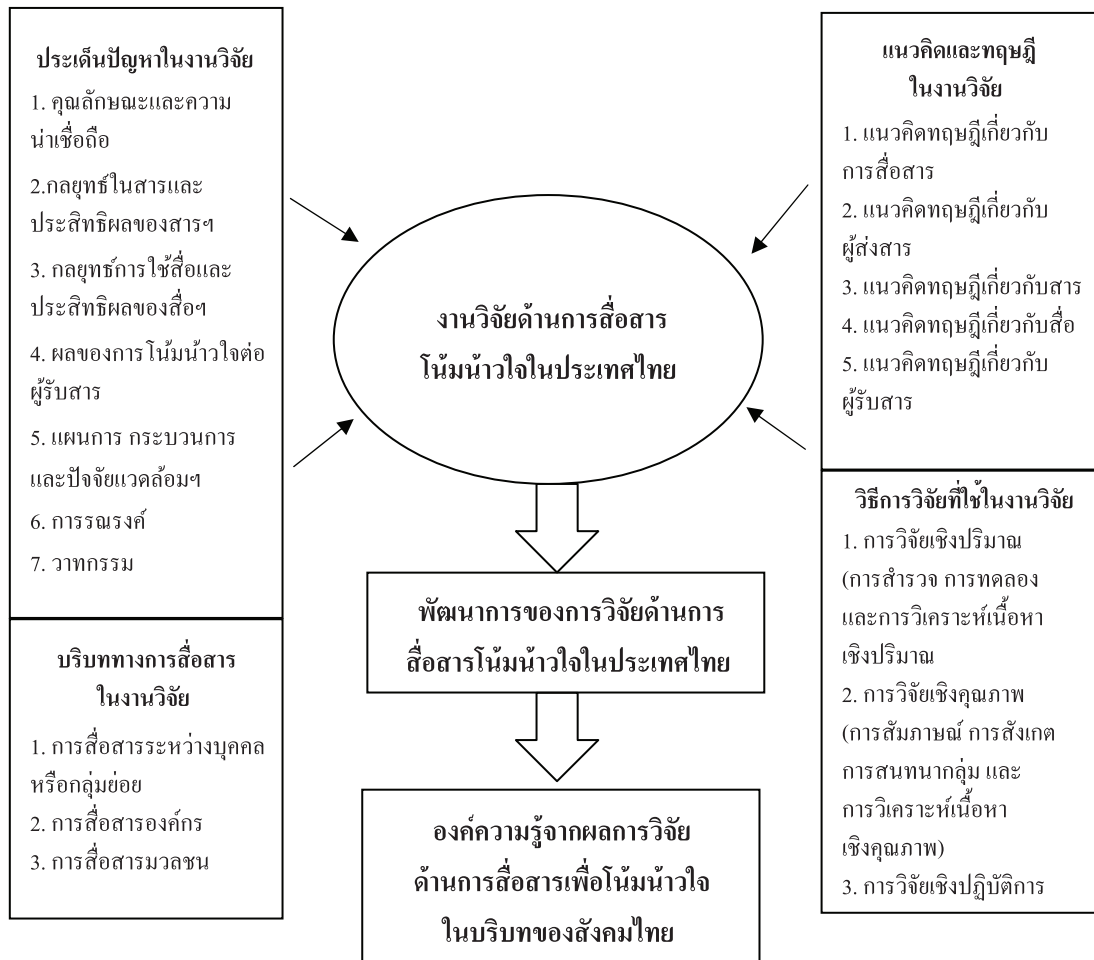 ประเด็นปัญหาในงานวิจัย
1. คุณลักษณะและความ
น่าเชื่อถือ
2.กลยุทธ์ในสารและ
ประสิทธิผลของสารฯ
3. กลยุทธ์การใช้สื่อและ
ประสิทธิผลของสื่อฯ
4. ผลของการโน้มน้าวใจต่อ
ผู้รับสาร
5. แผนการ กระบวนการ
และปัจจัยแวดล้อมฯ
6. การรณรงค์
7. วาทกรรม
บริบททางการสื่อสาร
ในงานวิจัย
1. การสื่อสารระหว่างบุคคล
หรือกลุ่มย่อย
2. การสื่อสารองค์กร
3. การสื่อสารมวลชน
งานวิจัยด้านการสื่อสาร
โน้มน้าวใจในประเทศไทย
พัฒนาการของการวิจัยด้านการ
สื่อสารโน้มน้าวใจในประเทศไทย
องค์ความรู้จากผลการวิจัย
ด้านการสื่อสารเพื่อโน้มน้าวใจ
ในบริบทของสังคมไทย
แนวคิดและทฤษฎี
ในงานวิจัย
1. แนวคิดทฤษฎีเกี่ยวกับ
การสื่อสาร
2. แนวคิดทฤษฎีเกี่ยวกับ
ผู้ส่งสาร
3. แนวคิดทฤษฎีเกี่ยวกับสาร
4. แนวคิดทฤษฎีเกี่ยวกับสื่อ
5. แนวคิดทฤษฎีเกี่ยวกับ
ผู้รับสาร
วิธีการวิจัยที่ใช้ในงานวิจัย
1. การวิจัยเชิงปริมาณ
(การสำรวจ การทดลอง
และการวิเคราะห์เนื้อหา
เชิงปริมาณ
2. การวิจัยเชิงคุณภาพ
(การสัมภาษณ์ การสังเกต
การสนทนากลุ่ม และ
การวิเคราะห์เนื้อหา
เชิงคุณภาพ)
3. การวิจัยเชิงปฏิบัติการ